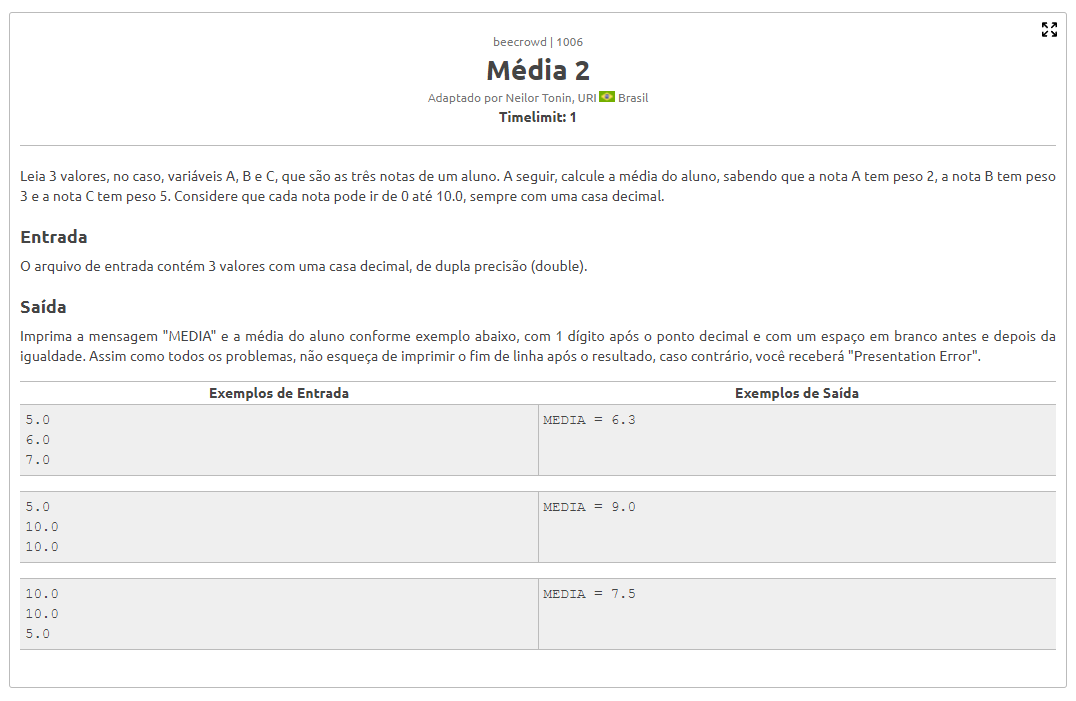 beecrowd | 1006
Média 2
Adaptado por Neilor Tonin, URI Brasil
Timelimit: 1
Leia 3 valores, no caso, variáveis A, B e C, que são as três notas de um aluno. A seguir, calcule a média do aluno, sabendo que a nota A tem peso 2, a nota B tem peso
3 e a nota C tem peso 5. Considere que cada nota pode ir de 0 até 10.0, sempre com uma casa decimal.
Entrada
O arquivo de entrada contém 3 valores com uma casa decimal, de dupla precisão (double).
Saída
Imprima a mensagem "MEDIA" e a média do aluno conforme exemplo abaixo, com 1 dígito após o ponto decimal e com um espaço em branco antes e depois da
igualdade. Assim como todos os problemas, não esqueça de imprimir o fim de linha após o resultado, caso contrário, você receberá "Presentation Error".
Exemplos de Entrada Exemplos de Saída
5.0 MEDIA = 6.3
6.0
7.0
5.0 MEDIA = 9.0
10.0
10.0
10.0 MEDIA = 7.5
10.0
5.0